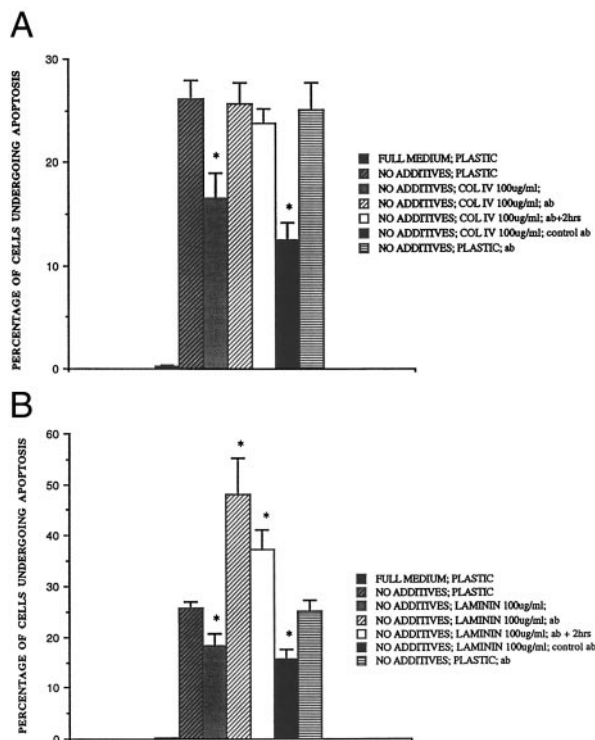 A
PERCENTAGE OF CELLS UNDERGOING APOPTOSIS
30
20
10
0
*
*
FULL MEDIUM; PLASTIC
NO ADDITIVES; PLASTIC
NO ADDITIVES; COL IV 100ug/ml;
NO ADDITIVES; COL IV 100ug/ml; ab
NO ADDITIVES; COL IV 100ug/ml; ab+2hrs
NO ADDITIVES; COL IV 100ug/ml; control ab
NO ADDITIVES; PLASTIC; ab
B
PERCENTAGE OF CELLS UNDERGOING APOPTOSIS
60
50
40
30
20
10
0
*
*
*
*
FULL MEDIUM; PLASTIC
NO ADDITIVES; PLASTIC
NO ADDITIVES; LAMININ 100ug/ml;
NO ADDITIVES; LAMININ 100ug/ml; ab
NO ADDITIVES; LAMININ 100ug/ml; ab + 2hrs
NO ADDITIVES; LAMININ 100ug/ml; control ab
NO ADDITIVES; PLASTIC; ab